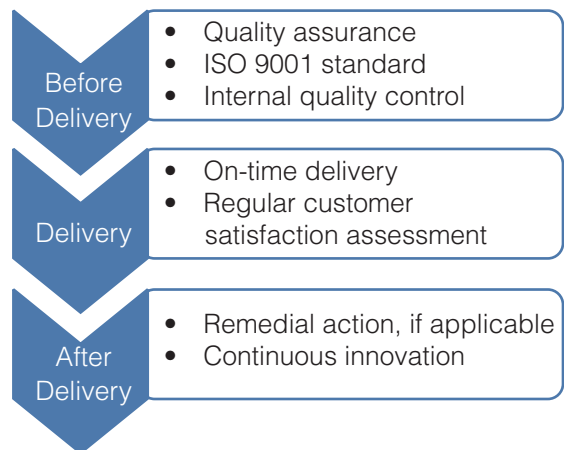 Before
Delivery
• Quality assurance
• ISO 9001 standard
• Internal quality control
Delivery
• On-time delivery
• Regular customer
satisfaction assessment
After
Delivery
• Remedial action, if applicable
• Continuous innovation